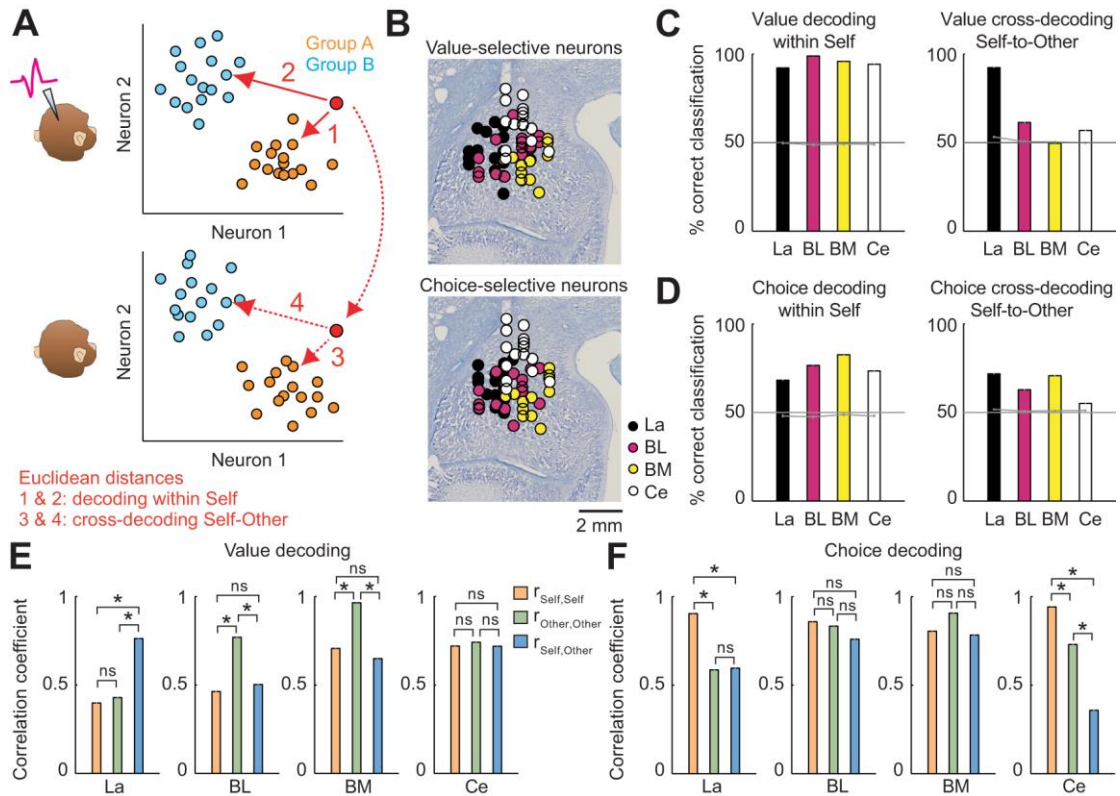 A
Neuron 2
Group A
Group B
2
1
Neuron 1
Neuron 2
4
3
Neuron 1
Euclidean distances
1 & 2: decoding within Self
3 & 4: cross-decoding Self-Other
B
Value-selective neurons
Choice-selective neurons
La
BL
BM
Ce
2 mm
C
Value decoding
within Self
% correct classification
100
50
0
La BL BM Ce
Value cross-decoding
Self-to-Other
100
50
0
La BL BM Ce
D
Choice decoding
within Self
% correct classification
100
50
0
La BL BM Ce
Choice cross-decoding
Self-to-Other
100
50
0
La BL BM Ce
E
Value decoding
Correlation coefficient
1
0.5
0
*
*
ns
La
1
0.5
0
ns
* *
BL
1
0.5
0
ns
* *
BM
1
0.5
0
ns
ns ns
Ce
r Self,Self
r Other,Other
r Self,Other
F
Choice decoding
Correlation coefficient
1
0.5
0
*
*
ns
La
1
0.5
0
ns
ns ns
BL
1
0.5
0
ns
ns ns
BM
1
0.5
0
*
*
*
Ce